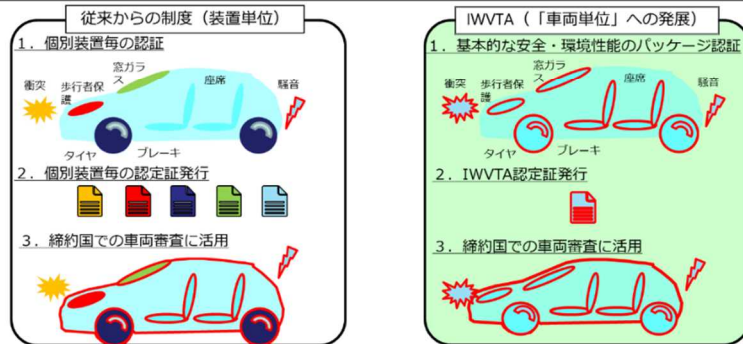 従来からの制度（装置単位）
1．個別装置毎の認証
衝突
歩行者保
護
窓ガラ
ス
座席
騒音
タイヤ
ブレーキ
2．個別装置毎の認定証発行
3．締約国での車両審査に活用
IWVTA（「車両単位」への発展）
1．基本的な安全・環境性能のパッケージ認証
衝突
歩行者保
護
窓ガラ
ス
座席
騒音
タイヤ
ブレーキ
2．IWVTA認定証発行
3．締約国での車両審査に活用